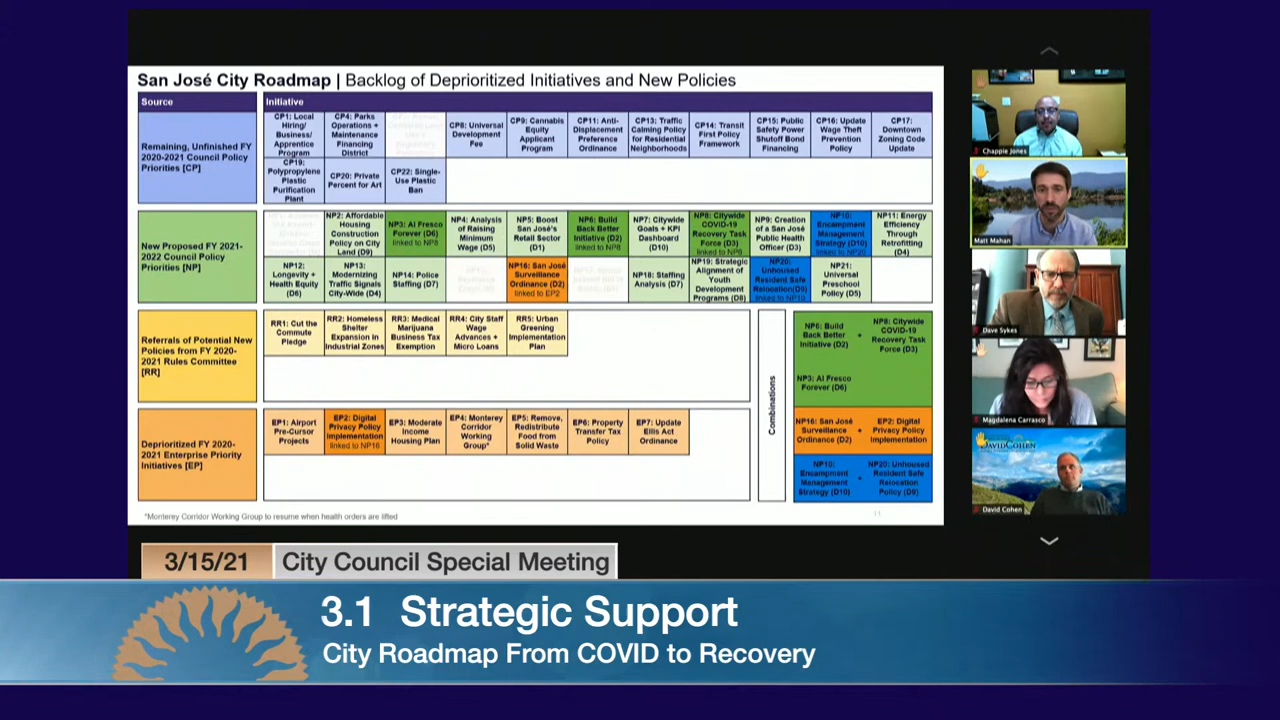 San José City Roadmap | Backlog of Deprioritized Initiatives and New Policies
Source
Initiative
Remaining, Unfinished FY
2020-2021 Council Policy
Priorities [CP]
CP1: Local
Hiring/
Business/
Apprentice
Program
CP4: Parks
Operations +
Maintenance
Financing
District
CP8: Universal
Development
Fee
CP9: Cannabis
Equity
Applicant
Program
CP11: Anti-
Displacement
Preference
Ordinance
CP13: Traffic
Calming Policy
for Residential
Neighborhoods
CP14: Transit
First Policy
Framework
CP15: Public
Safety Power
Shutoff Bond
Financing
CP16: Update
Wage Theft
Prevention
Policy
CP17:
Downtown
Zoning Code
Update
CP19:
Polypropylene
Plastic
Purification
Plant
CP20: Private
Percent for Art
CP22: Single-
Use Plastic
Ban
New Proposed FY 2021-
2022 Council Policy
Priorities [NP]
NP2: Affordable
Housing
Construction
Policy on City
Land (D9)
NP3: Al Fresco
Forever (D6)
linked to NP8
NP4: Analysis
of Raising
Minimum
Wage (D5)
NP5: Boost
San José's
Retail Sector
(D1)
NP6: Build
Back Better
Initiative (D2)
linked to NP8
NP7: Citywide
Goals + KPI
Dashboard
(D10)
NP8: Citywide
COVID-19
Recovery Task
Force (D3)
linked to NP6
NP9: Creation
of a San José
Public Health
Officer (D3)
NP10:
Encampment
Management
Strategy (D10)
linked to NP20
NP11: Energy
Efficiency
Through
Retrofitting
(D4)
NP12:
Longevity +
Health Equity
(D6)
NP13:
Modernizing
Traffic Signals
City-Wide (D4)
NP14: Police
Staffing (D7)
NP16: San José
Surveillance
Ordinance (D2)
linked to EP2
NP18: Staffing
Analysis (D7)
NP19: Strategic
Alignment of
Youth
Development
Programs (D8)
NP20:
Unhoused
Resident Safe
Relocation(D9)
linked to NP10
NP21:
Universal
Preschool
Policy (D5)
Referrals of Potential New
Policies from FY 2020-
2021 Rules Committee
[RR]
RR1: Cut the
Commute
Pledge
RR2: Homeless
Shelter
Expansion in
Industrial Zones
RR3: Medical
Marijuana
Business Tax
Exemption
RR4: City Staff
Wage
Advances +
Micro Loans
RR5: Urban
Greening
Implementation
Plan
Deprioritized FY 2020-
2021 Enterprise Priority
Initiatives [EP]
EP1: Airport
Pre-Cursor
Projects
EP2: Digital
Privacy Policy
Implementation
linked to NP16
EP3: Moderate
Income
Housing Plan
EP4: Monterey
Corridor
Working
Group*
EP5: Remove,
Redistribute
Food from
Solid Waste
EP6: Property
Transfer Tax
Policy
EP7: Update
Ellis Act
Ordinance
Combinations
NP6: Build
Back Better
Initiative (D2)
+
NP8: Citywide
COVID-19
Recovery Task
Force (D3)
NP3: Al Fresco
Forever (D6)
NP16: San José
Surveillance
Ordinance (D2)
+
EP2: Digital
Privacy Policy
Implementation
NP10:
Encampment
Management
Strategy (D10)
+
NP20: Unhoused
Resident Safe
Relocation
Policy (D9)
*Monterey Corridor Working Group to resume when health orders are lifted
11
Chappie Jones
Matt Mahan
Dave Sykes
Magdalena Carrasco
DAVID COHEN
David Cohen
3/15/21
City Council Special Meeting
3.1 Strategic Support
City Roadmap From COVID to Recovery